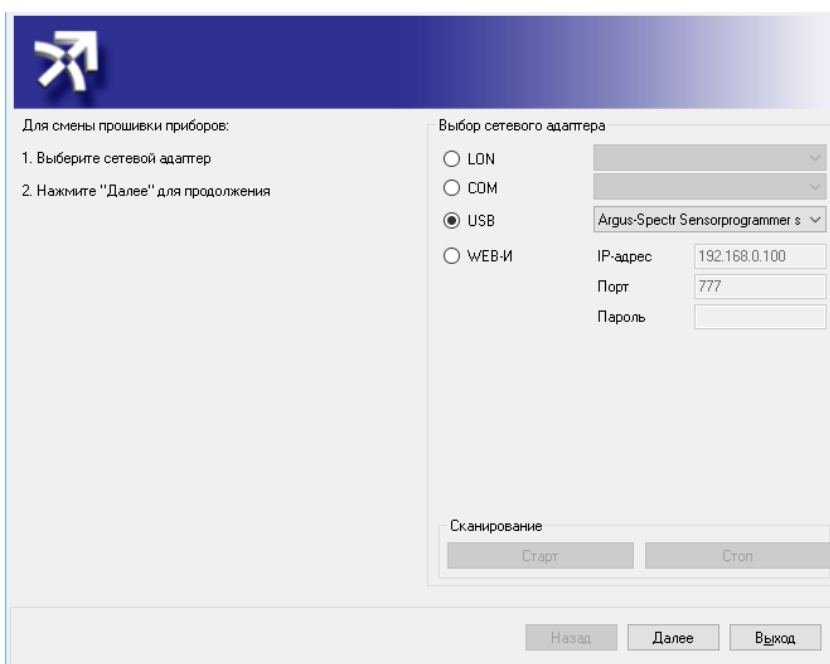 Для смены прошивки приборов:
1. Выберите сетевой адаптер
2. Нажмите "Далее" для продолжения
Выбор сетевого адаптера
LON
COM
USB Argus-Spectr Sensorprogrammer s
WEB-И IP-адрес 192.168.0.100
Порт 777
Пароль
Сканирование
Старт Стоп
Назад Далее Выход